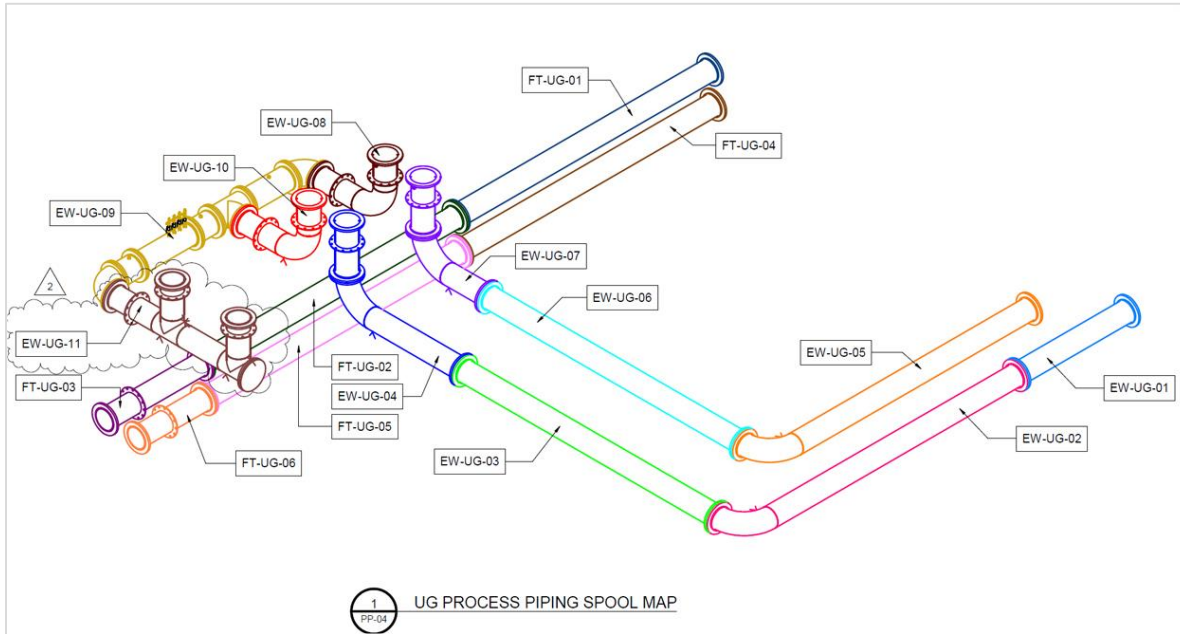 FT-UG-01
EW-UG-08
FT-UG-04
EW-UG-10
EW-UG-09
EW-UG-07
2
EW-UG-06
EW-UG-11
EW-UG-05
FT-UG-02
EW-UG-01
FT-UG-03
EW-UG-04
FT-UG-05
EW-UG-02
EW-UG-03
FT-UG-06
1
PP-04
UG PROCESS PIPING SPOOL MAP